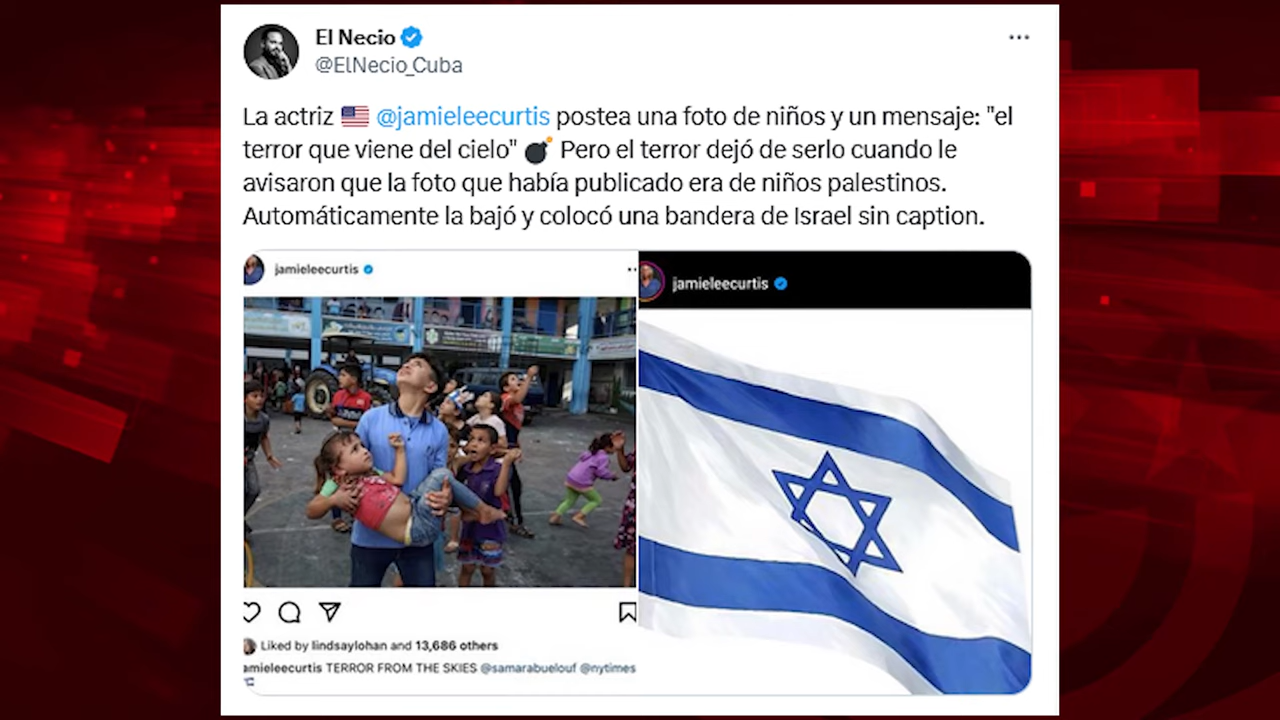 El Necio
@ElNecio_Cuba
La actriz 🇺🇸 @jamieleecurtis postea una foto de niños y un mensaje: "el
terror que viene del cielo" 💣 Pero el terror dejó de serlo cuando le
avisaron que la foto que había publicado era de niños palestinos.
Automáticamente la bajó y colocó una bandera de Israel sin caption.
jamieleecurtis
jamieleecurtis
Liked by lindsaylohan and 13,686 others
amieleecurtis TERROR FROM THE SKIES @samarabuelouf @nytimes